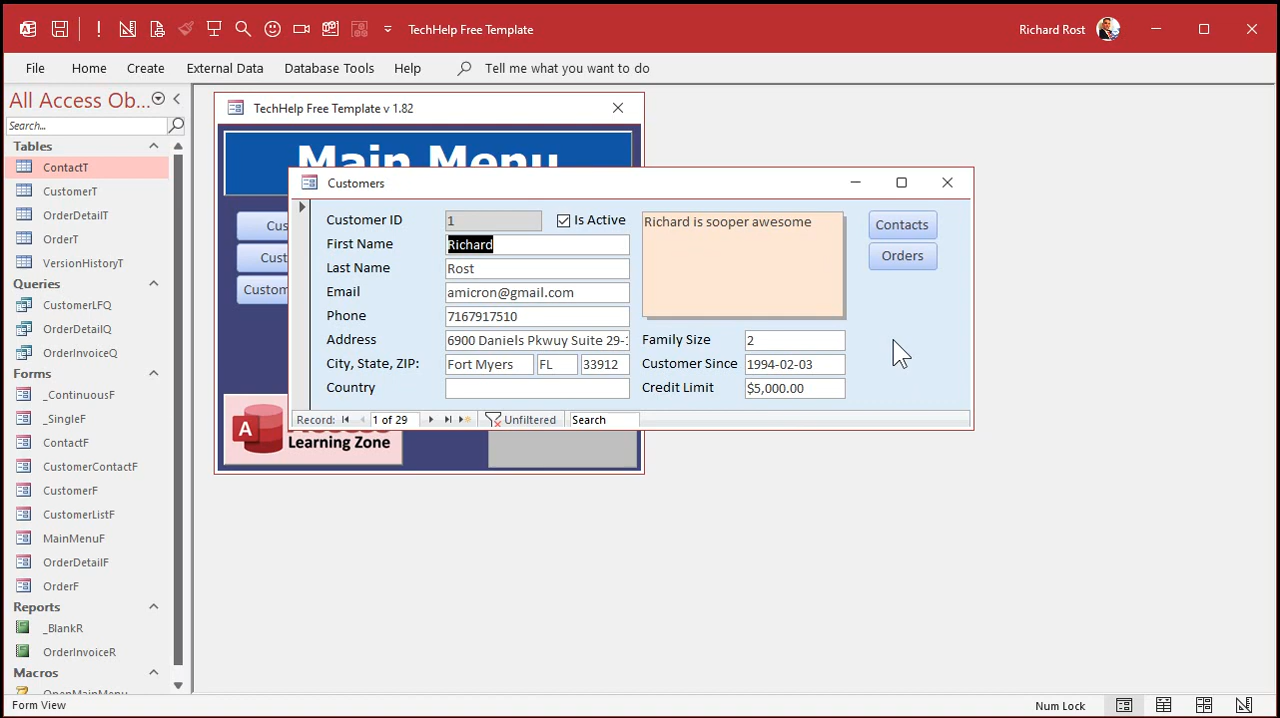 TechHelp Free Template
Richard Rost
File Home Create External Data Database Tools Help Tell me what you want to do
All Access Ob...
Search...
Tables
ContactT
CustomerT
OrderDetailT
OrderT
VersionHistoryT
Queries
CustomerLFQ
OrderDetailQ
OrderInvoiceQ
Forms
_ContinuousF
_SingleF
ContactF
CustomerContactF
CustomerF
CustomerListF
MainMenuF
OrderDetailF
OrderF
Reports
_BlankR
OrderInvoiceR
Macros
OpenMainMenu
TechHelp Free Template v 1.82
Main Menu
Cus
Cust
Custom
A
Learning Zone
Customers
Customer ID 1 Is Active
First Name Richard
Last Name Rost
Email amicron@gmail.com
Phone 7167917510
Address 6900 Daniels Pkwuy Suite 29-1
City, State, ZIP: Fort Myers FL 33912
Country
Richard is sooper awesome
Family Size 2
Customer Since 1994-02-03
Credit Limit $5,000.00
Contacts
Orders
Record: 1 of 29 Unfiltered Search
Form View
Num Lock